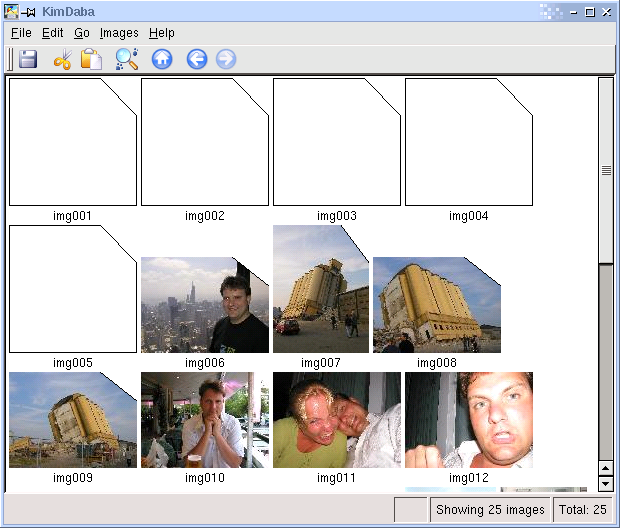 KimDaba
File Edit Go Images Help
img001 img002 img003 img004
img005 img006 img007 img008
img009 img010 img011 img012
Showing 25 images Total: 25